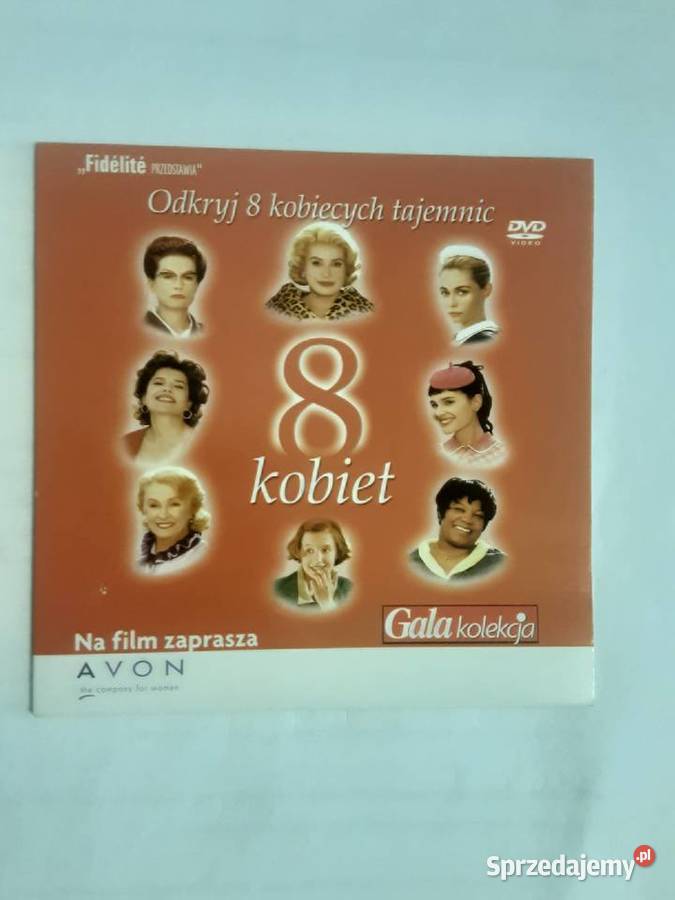 „Fidélité PRZEDSTAWIA"
Odkryj 8 kobiecych tajemnic
DVD
VIDEO
8
kobiet
Gala kolekcja
Na film zaprasza
AVON
the company for women
Sprzedajemy.pl